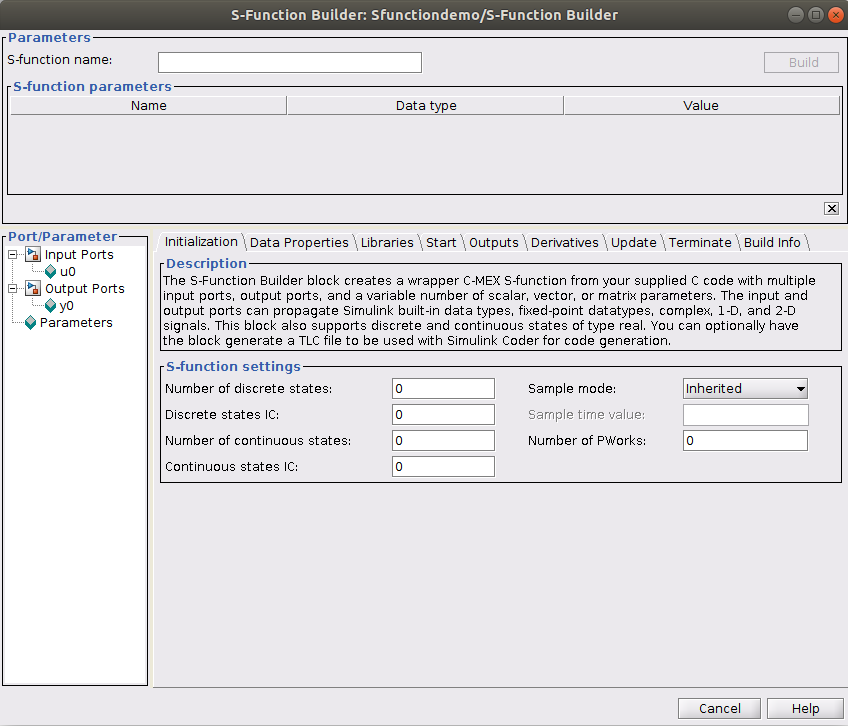 S-Function Builder: Sfunctiondemo/S-Function Builder
Parameters
S-function name:
Build
S-function parameters
Name Data type Value
Port/Parameter
Input Ports
u0
Output Ports
y0
Parameters
Initialization Data Properties Libraries Start Outputs Derivatives Update Terminate Build Info
Description
The S-Function Builder block creates a wrapper C-MEX S-function from your supplied C code with multiple
input ports, output ports, and a variable number of scalar, vector, or matrix parameters. The input and
output ports can propagate Simulink built-in data types, fixed-point datatypes, complex, 1-D, and 2-D
signals. This block also supports discrete and continuous states of type real. You can optionally have
the block generate a TLC file to be used with Simulink Coder for code generation.
S-function settings
Number of discrete states: 0 Sample mode: Inherited
Discrete states IC: 0 Sample time value:
Number of continuous states: 0 Number of PWorks: 0
Continuous states IC: 0
Cancel Help